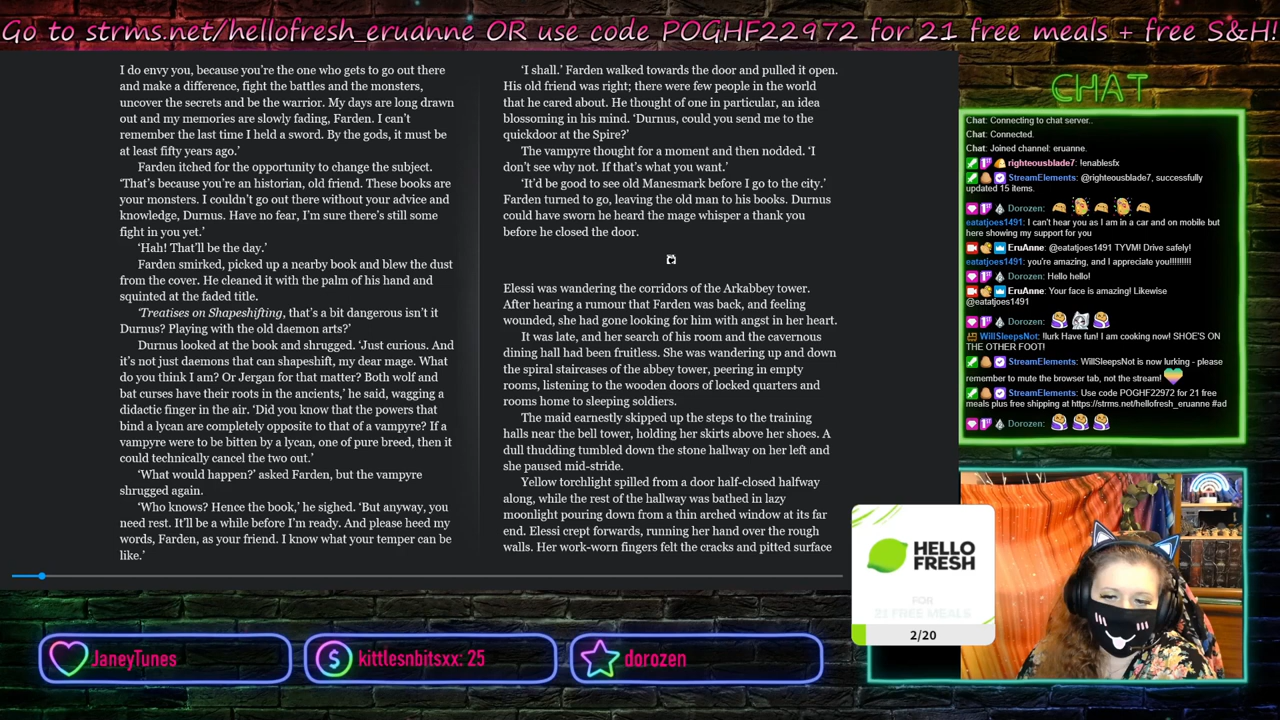 Go to strms.net/hellofresh_eruanne OR use code POGHF22972 for 21 free meals + free S&H!
I do envy you, because you're the one who gets to go out there
and make a difference, fight the battles and the monsters,
uncover the secrets and be the warrior. My days are long drawn
out and my memories are slowly fading, Farden. I can't
remember the last time I held a sword. By the gods, it must be
at least fifty years ago.'
Farden itched for the opportunity to change the subject.
'That's because you're an historian, old friend. These books are
your monsters. I couldn't go out there without your advice and
knowledge, Durnus. Have no fear, I'm sure there's still some
fight in you yet.'
'Hah! That'll be the day.'
Farden smirked, picked up a nearby book and blew the dust
from the cover. He cleaned it with the palm of his hand and
squinted at the faded title.
'Treatises on Shapeshifting, that's a bit dangerous isn't it
Durnus? Playing with the old daemon arts?'
Durnus looked at the book and shrugged. 'Just curious. And
it's not just daemons that can shapeshift, my dear mage. What
do you think I am? Or Jergan for that matter? Both wolf and
bat curses have their roots in the ancients,' he said, wagging a
didactic finger in the air. 'Did you know that the powers that
bind a lycan are completely opposite to that of a vampyre? If a
vampyre were to be bitten by a lycan, one of pure breed, then it
could technically cancel the two out.'
'What would happen?' asked Farden, but the vampyre
shrugged again.
'Who knows? Hence the book,' he sighed. 'But anyway, you
need rest. It'll be a while before I'm ready. And please heed my
words, Farden, as your friend. I know what your temper can be
like.'
'I shall.' Farden walked towards the door and pulled it open.
His old friend was right; there were few people in the world
that he cared about. He thought of one in particular, an idea
blossoming in his mind. 'Durnus, could you send me to the
quickdoor at the Spire?'
The vampyre thought for a moment and then nodded. 'I
don't see why not. If that's what you want.'
'It'd be good to see old Manesmark before I go to the city.'
Farden turned to go, leaving the old man to his books. Durnus
could have sworn he heard the mage whisper a thank you
before he closed the door.
Elessi was wandering the corridors of the Arkabbey tower.
After hearing a rumour that Farden was back, and feeling
wounded, she had gone looking for him with angst in her heart.
It was late, and her search of his room and the cavernous
dining hall had been fruitless. She was wandering up and down
the spiral staircases of the abbey tower, peering in empty
rooms, listening to the wooden doors of locked quarters and
rooms home to sleeping soldiers.
The maid earnestly skipped up the steps to the training
halls near the bell tower, holding her skirts above her shoes. A
dull thudding tumbled down the stone hallway on her left and
she paused mid-stride.
Yellow torchlight spilled from a door half-closed halfway
along, while the rest of the hallway was bathed in lazy
moonlight pouring down from a thin arched window at its far
end. Elessi crept forwards, running her hand over the rough
walls. Her work-worn fingers felt the cracks and pitted surface
CHAT
Chat: Connecting to chat server..
Chat: Connected.
Chat: Joined channel: eruanne.
righteousblade7: !enablesfx
StreamElements: @righteousblade7, successfully
updated 15 items.
Dorozen:
eatatjoes1491: I can't hear you as I am in a car and on mobile but
here showing my support for you
EruAnne: @eatatjoes1491 TYVM! Drive safely!
eatatjoes1491: you're amazing, and I appreciate you!!!!!!!!!
Dorozen: Hello hello!
EruAnne: Your face is amazing! Likewise
@eatatjoes1491
Dorozen:
WillSleepsNot: !lurk Have fun! I am cooking now! SHOE'S ON
THE OTHER FOOT!
StreamElements: WillSleepsNot is now lurking - please
remember to mute the browser tab, not the stream!
StreamElements: Use code POGHF22972 for 21 free
meals plus free shipping at https://strms.net/hellofresh_eruanne #ad
Dorozen:
HELLO
FRESH
FOR
21 FREE MEALS
2/20
JaneyTunes
kittlesnbitsxx: 25
dorozen